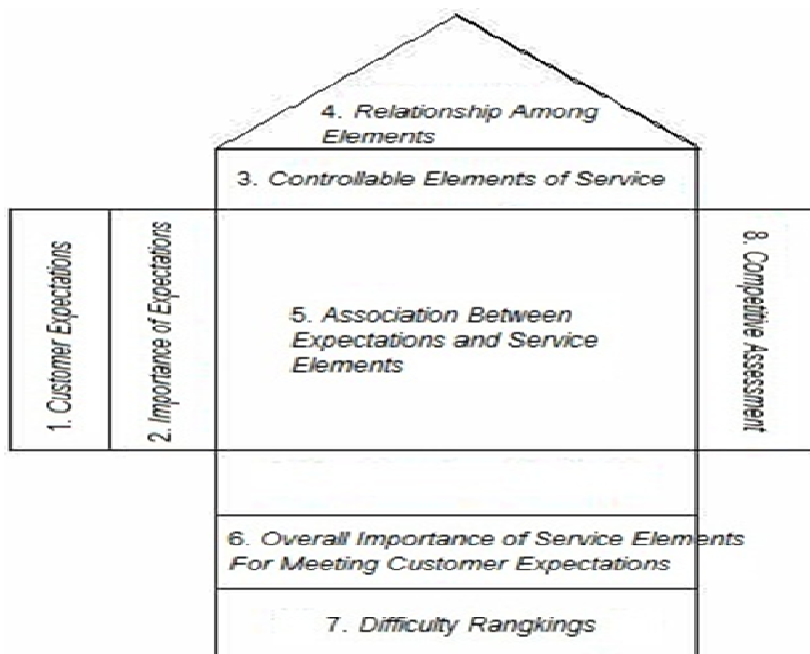 4. Relationship Among
Elements
3. Controllable Elements of Service
1. Customer Expectations
2. Importance of Expectations
5. Association Between
Expectations and Service
Elements
8. Competitive Assessment
6. Overall Importance of Service Elements
For Meeting Customer Expectations
7. Difficulty Rangkings